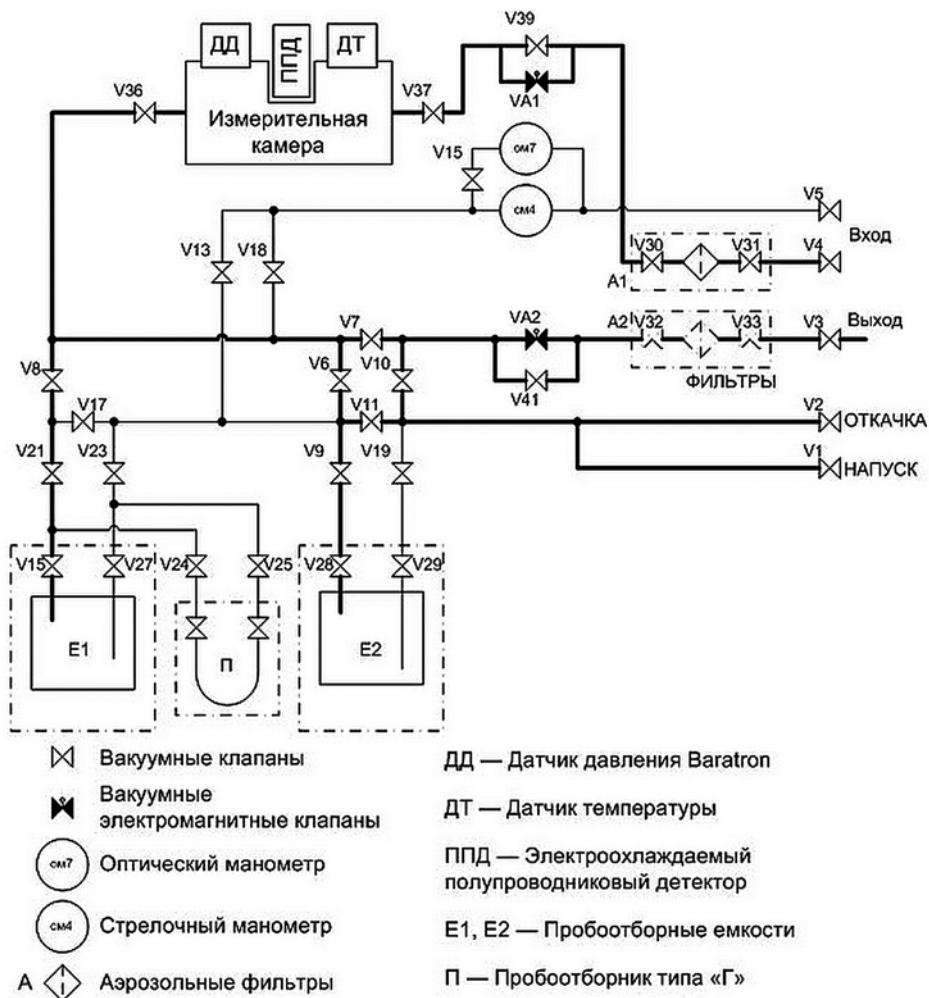 V39
ДД
ППД
ДТ
V36
V37
VA1
Измерительная
камера
см7
V15
см4
V5
Вход
V13
V18
V30
V31
V4
A1
V7
VA2
A2
V32
V33
V3
Выход
V8
V6
V10
V41
ФИЛЬТРЫ
V17
V11
V2
ОТКАЧКА
V21
V23
V9
V19
V1
НАПУСК
V15
V27
V24
V25
V28
V29
E1
П
E2
Вакуумные клапаны
Вакуумные
электромагнитные клапаны
см7 Оптический манометр
см4 Стрелочный манометр
А Аэрозольные фильтры
ДД — Датчик давления Baratron
ДТ — Датчик температуры
ППД — Электроохлаждаемый
полупроводниковый детектор
Е1, Е2 — Пробоотборные емкости
П — Пробоотборник типа «Г»